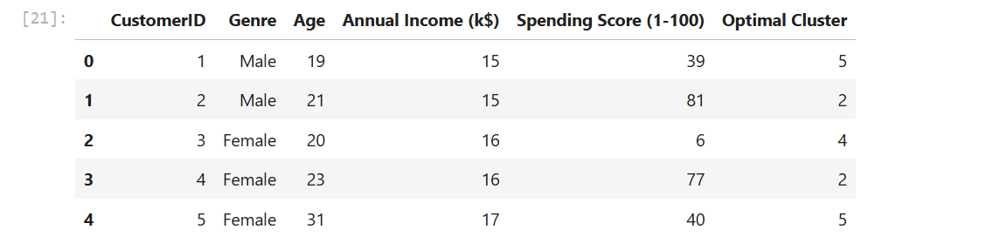 [21]: CustomerID Genre Age Annual Income (k$) Spending Score (1-100) Optimal Cluster
0 1 Male 19 15 39 5
1 2 Male 21 15 81 2
2 3 Female 20 16 6 4
3 4 Female 23 16 77 2
4 5 Female 31 17 40 5